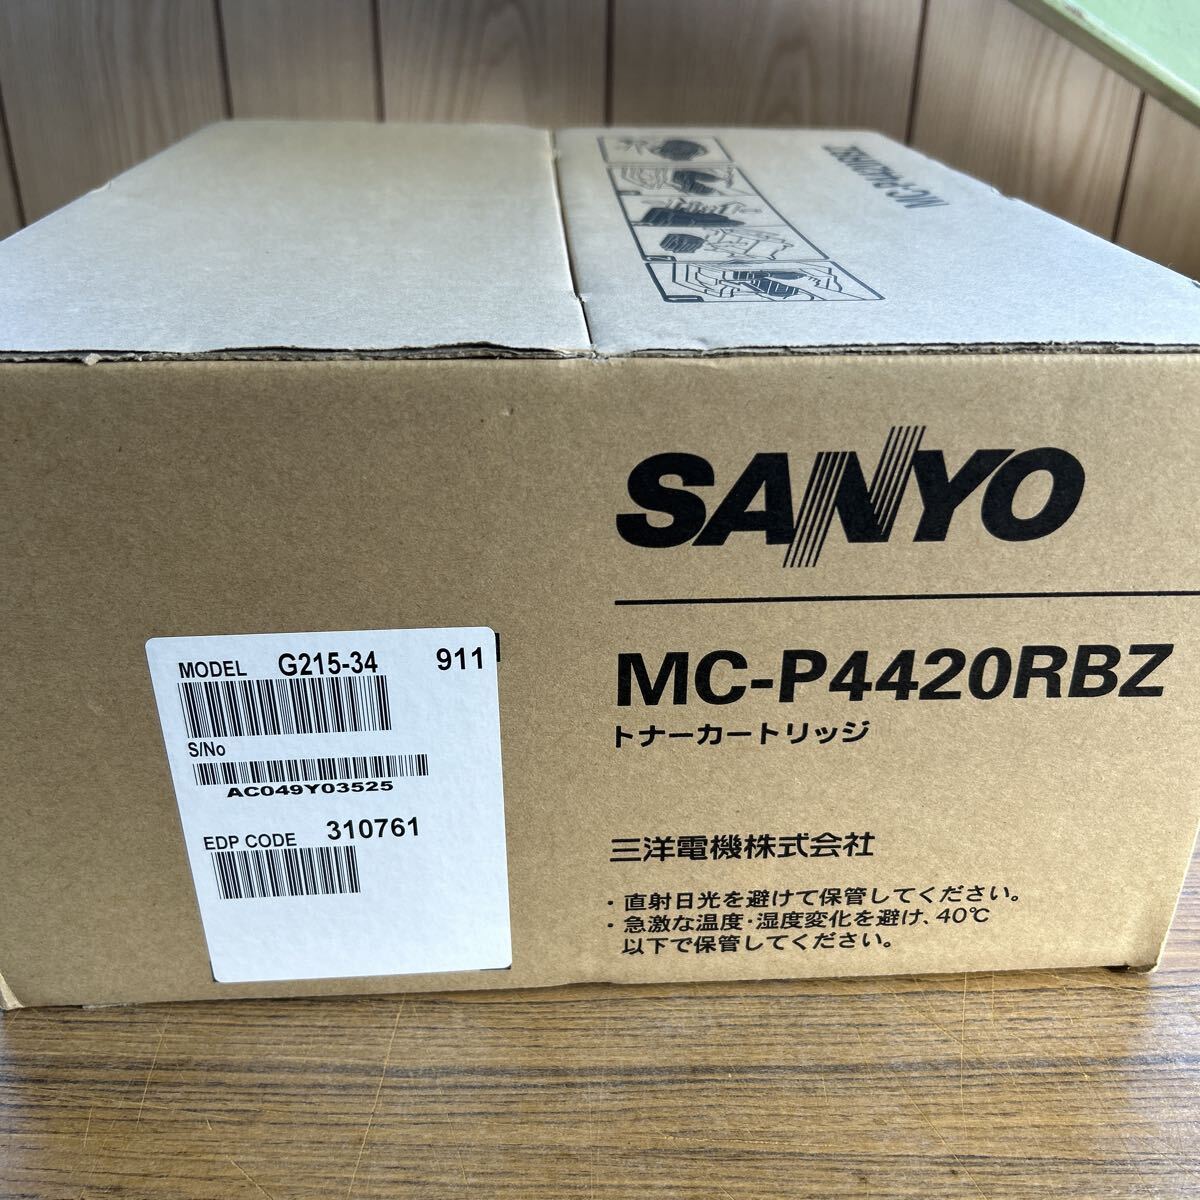 MC-P4420RBZ
SANYO
MC-P4420RBZ
トナーカートリッジ
三洋電機株式会社
・直射日光を避けて保管してください。
・急激な温度・湿度変化を避け、40℃
以下で保管してください。
MODEL G215-34 911
S/No
AC049Y03525
EDP CODE 310761